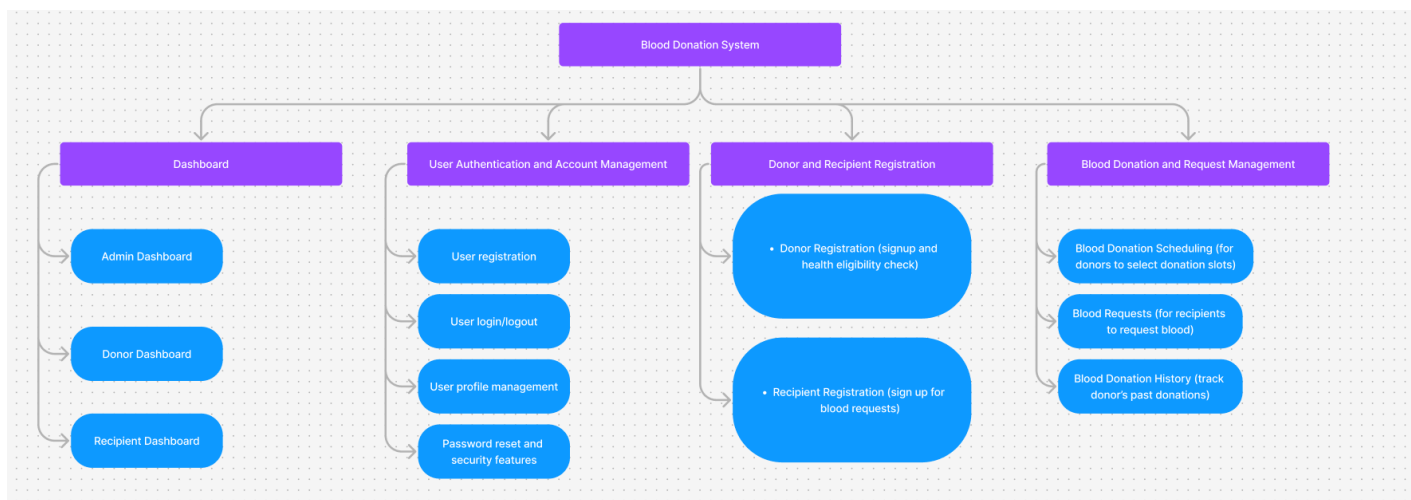 Blood Donation System
Dashboard
User Authentication and Account Management
Donor and Recipient Registration
Blood Donation and Request Management
Admin Dashboard
Donor Dashboard
Recipient Dashboard
User registration
User login/logout
User profile management
Password reset and
security features
• Donor Registration (signup and
health eligibility check)
• Recipient Registration (sign up for
blood requests)
Blood Donation Scheduling (for
donors to select donation slots)
Blood Requests (for recipients
to request blood)
Blood Donation History (track
donor's past donations)